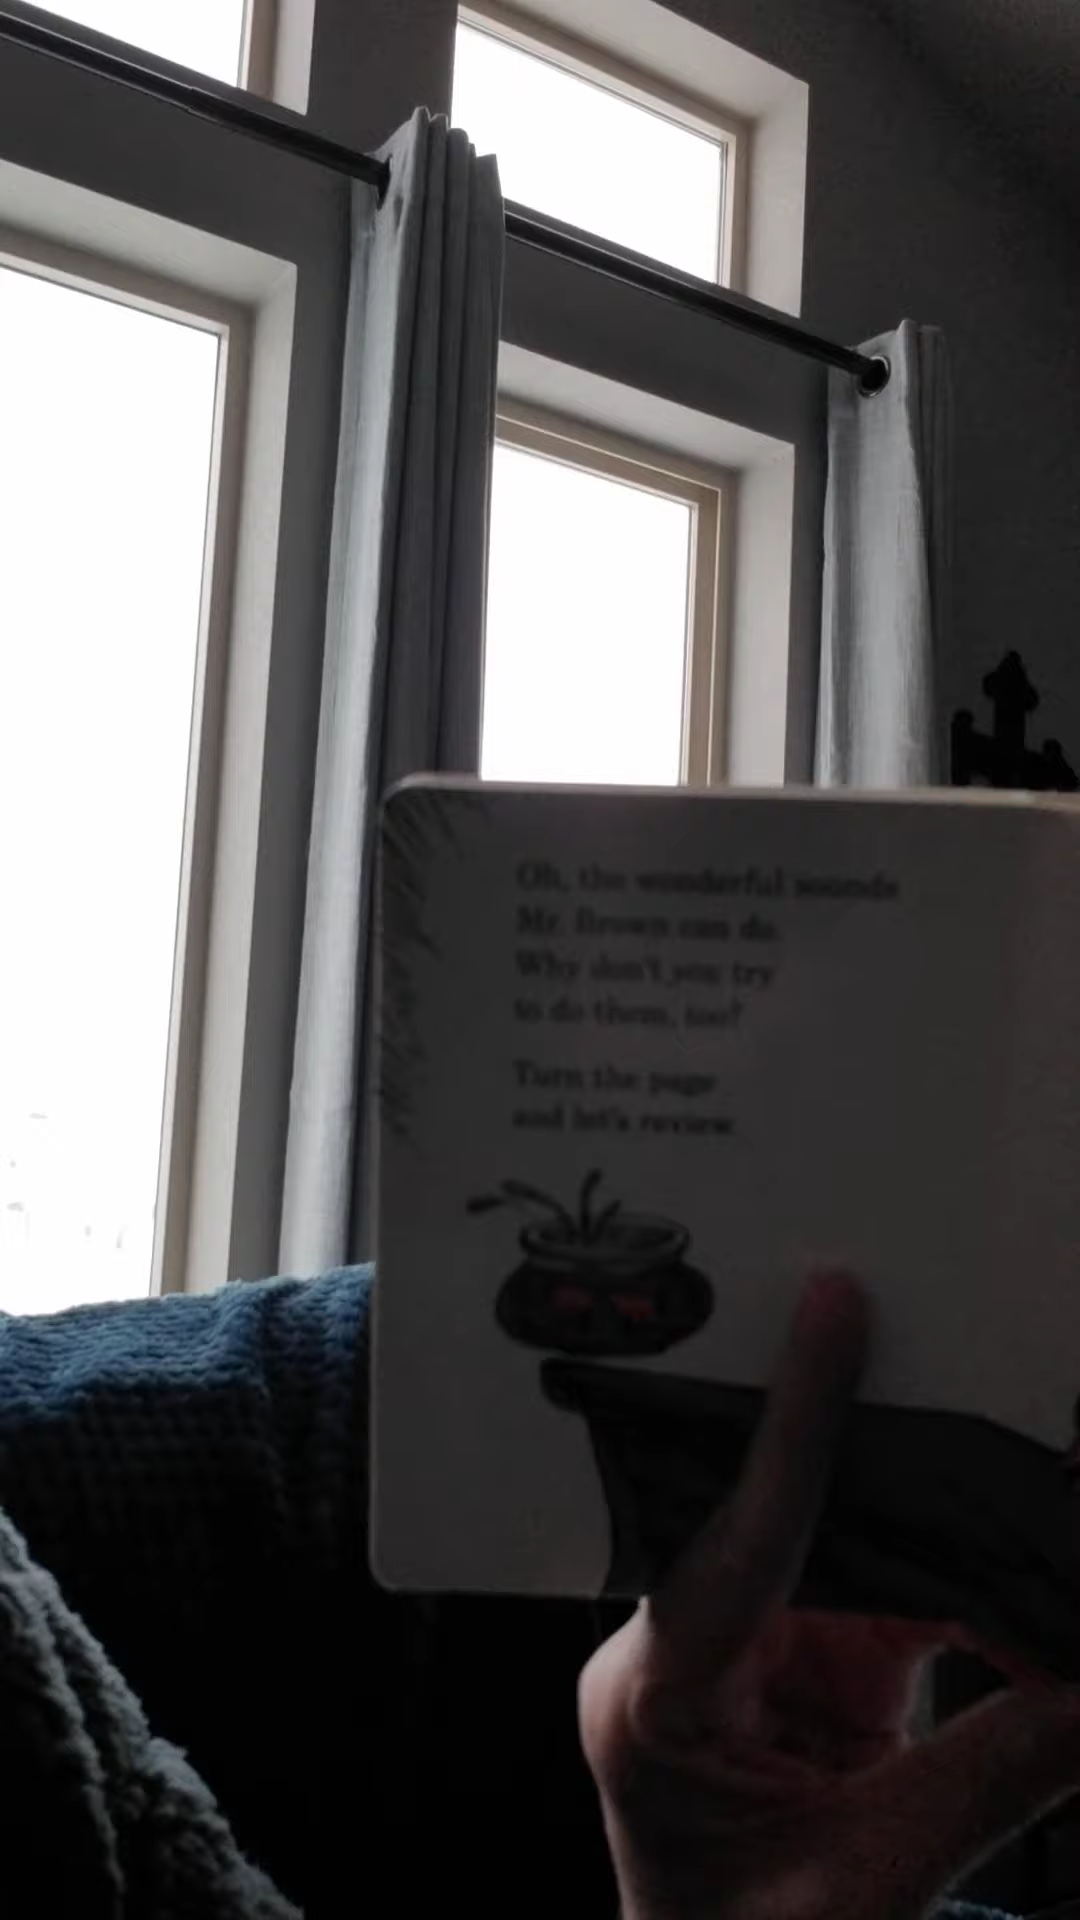 Oh, the wonderful sounds
Mr. Brown can do.
Why don't you try
to do them, too?
Turn the page
and let's review.